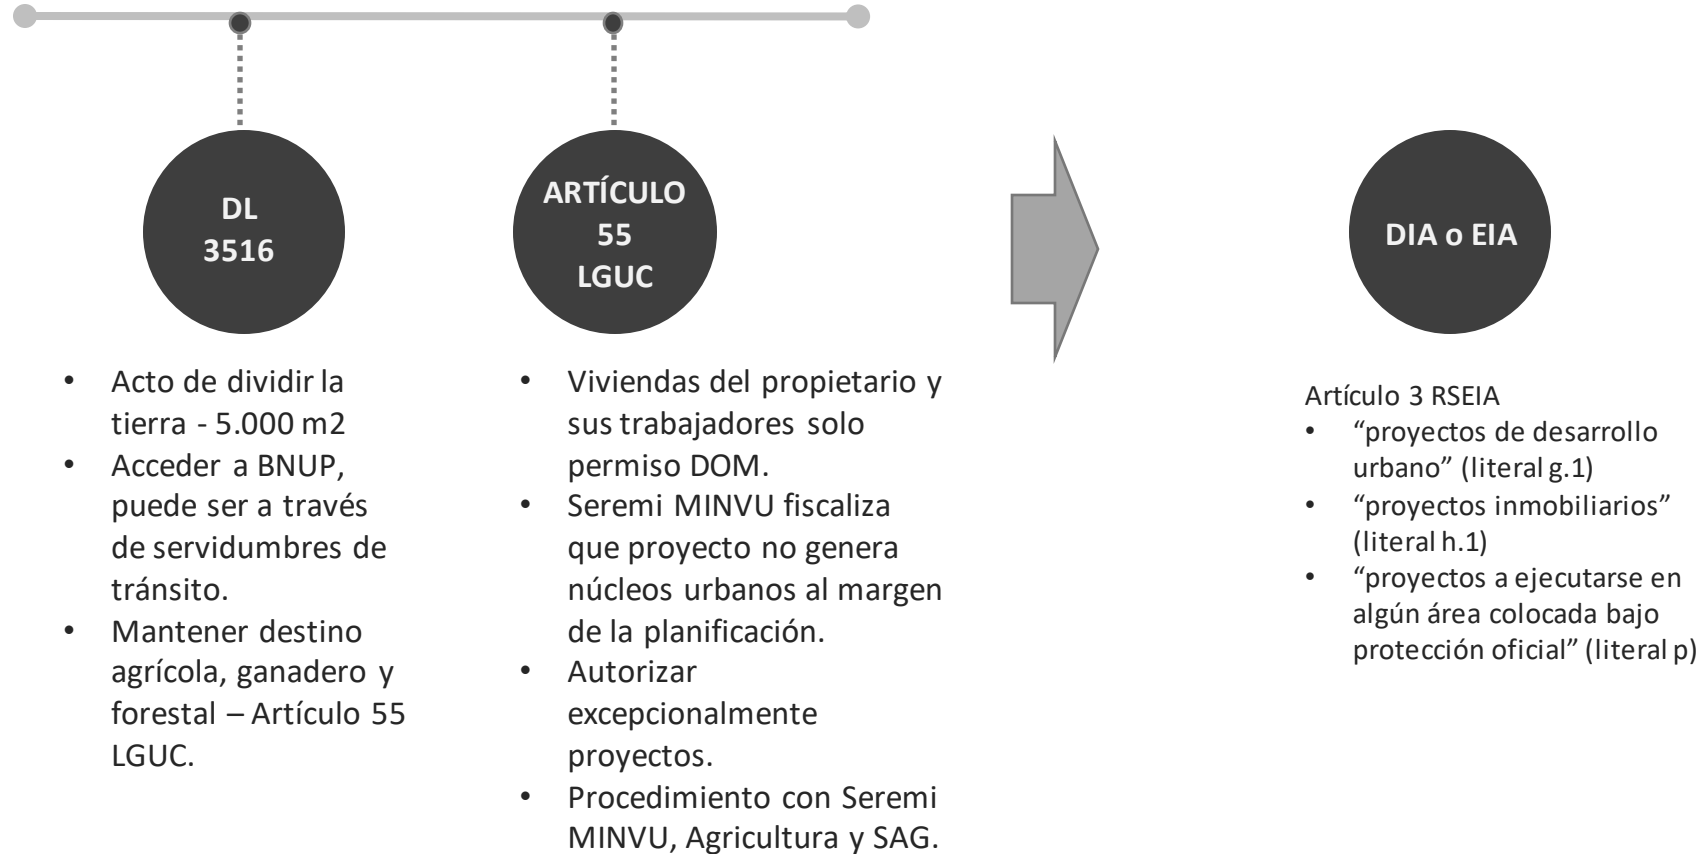 DL
3516
• Acto de dividir la
tierra - 5.000 m2
• Acceder a BNUP,
puede ser a través
de servidumbres de
tránsito.
• Mantener destino
agrícola, ganadero y
forestal – Artículo 55
LGUC.
ARTÍCULO
55
LGUC
• Viviendas del propietario y
sus trabajadores solo
permiso DOM.
• Seremi MINVU fiscaliza
que proyecto no genera
núcleos urbanos al margen
de la planificación.
• Autorizar
excepcionalmente
proyectos.
• Procedimiento con Seremi
MINVU, Agricultura y SAG.
DIA o EIA
Artículo 3 RSEIA
• “proyectos de desarrollo
urbano” (literal g.1)
• “proyectos inmobiliarios”
(literal h.1)
• “proyectos a ejecutarse en
algún área colocada bajo
protección oficial” (literal p)